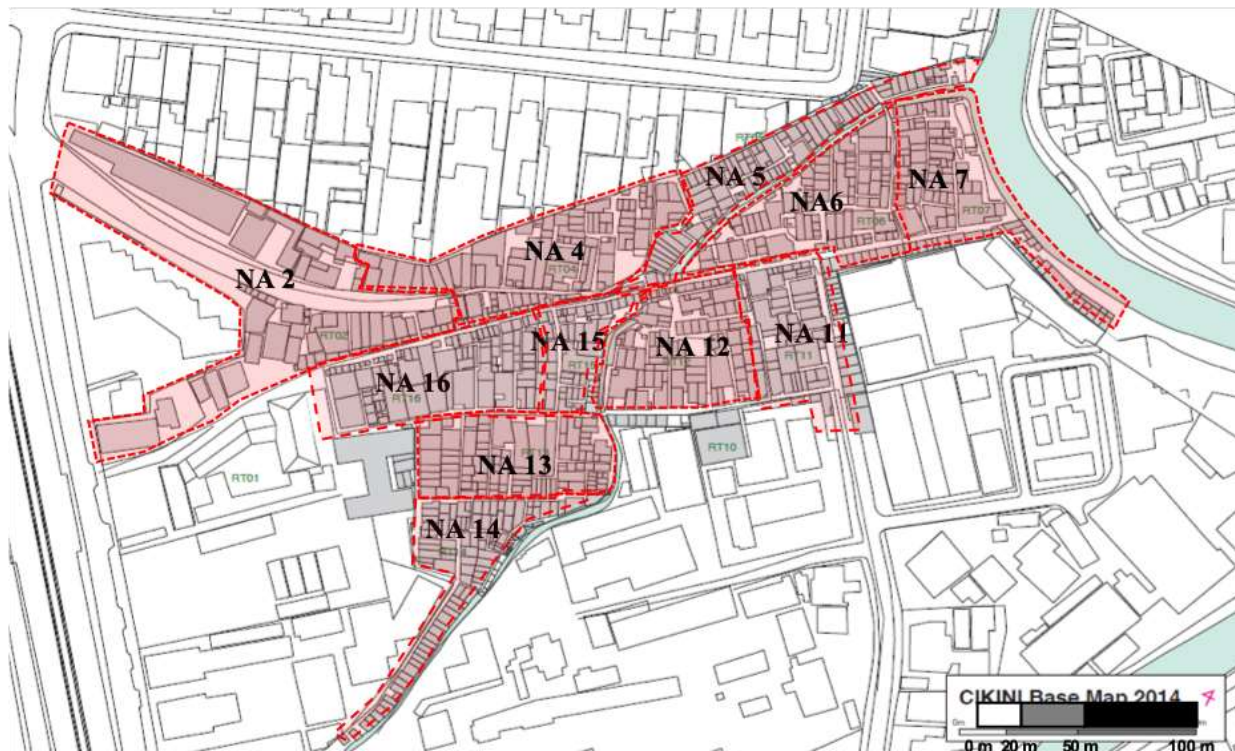 RT05
NA 5
NA 7
NA6
RT06
RT07
NA 4
RT04
NA 2
RT02
NA 15
NA 12
NA 11
RT11
NA 16
RT16
NA 13
RT10
RT01
NA 14
CIKINI Base Map 2014
0 m 20 m 50 m 100 m